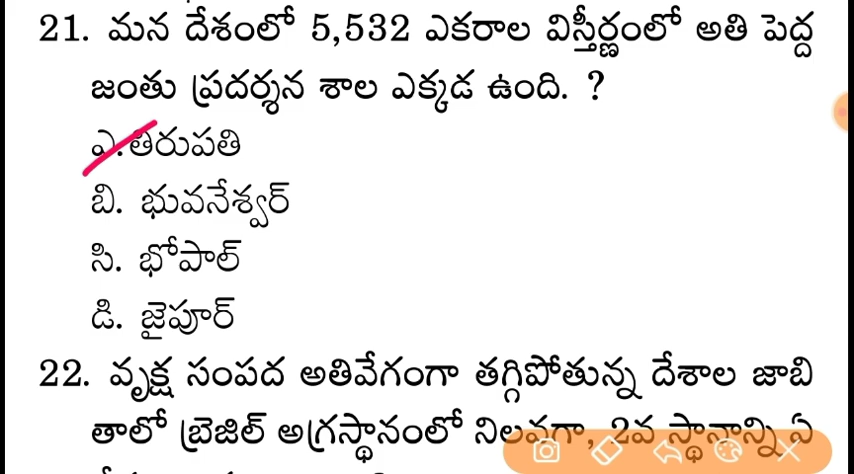 21. మన దేశంలో 5,532 ఎకరాల విస్తీర్ణంలో అతి పెద్ద
జంతు ప్రదర్శన శాల ఎక్కడ ఉంది. ?
ఎ.తిరుపతి
బి. భువనేశ్వర్
సి. భోపాల్
డి. జైపూర్
22. వృక్ష సంపద అతివేగంగా తగ్గిపోతున్న దేశాల జాబి
తాలో బ్రెజిల్ అగ్రస్థానంలో నిలవగా, 2వ స్థానాన్ని ఏ